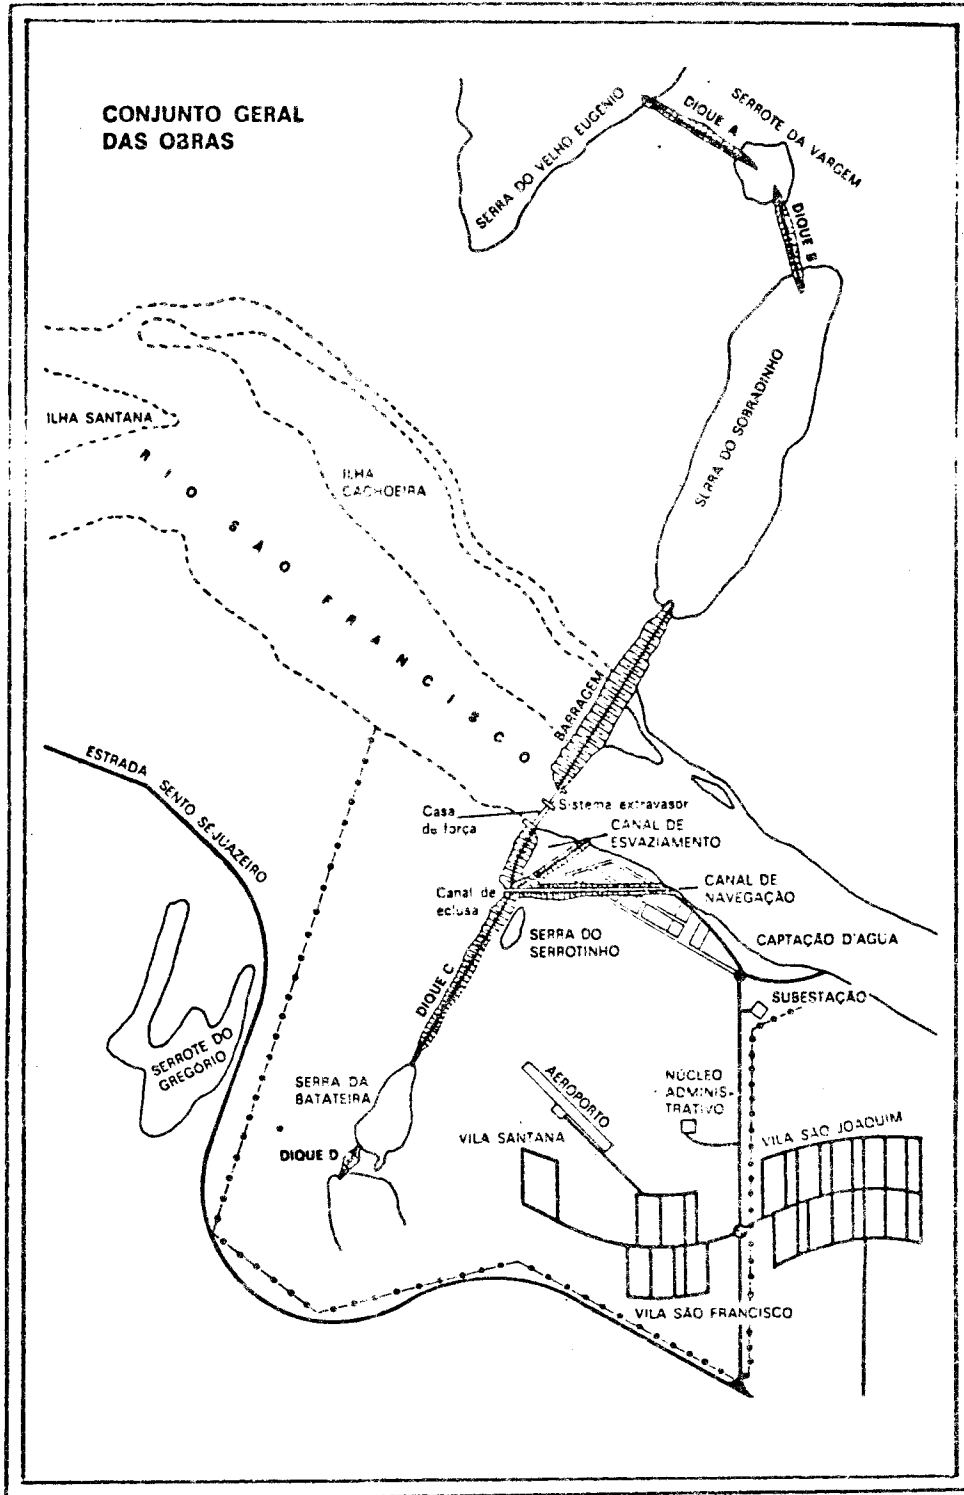 CONJUNTO GERAL
DAS OBRAS
SERRA DO VELHO EUGÊNIO
DIQUE A
SERROTE DA VARGEM
DIQUE B
SERRA DO SOBRADINHO
ILHA SANTANA
ILHA
CACHOEIRA
RIO SÃO FRANCISCO
BARRAGEM
ESTRADA SENTO SÉ-JUAZEIRO
Casa
de força
Sistema extravasor
CANAL DE
ESVAZIAMENTO
Canal de
eclusa
CANAL DE
NAVEGAÇÃO
SERRA DO
SERROTINHO
CAPTAÇÃO D'AGUA
DIQUE C
SUBESTAÇÃO
SERROTE DO
GREGÓRIO
SERRA DA
BATATEIRA
AEROPORTO
NÚCLEO
ADMINIS-
TRATIVO
VILA SANTANA
VILA SÃO JOAQUIM
DIQUE D
VILA SÃO FRANCISCO